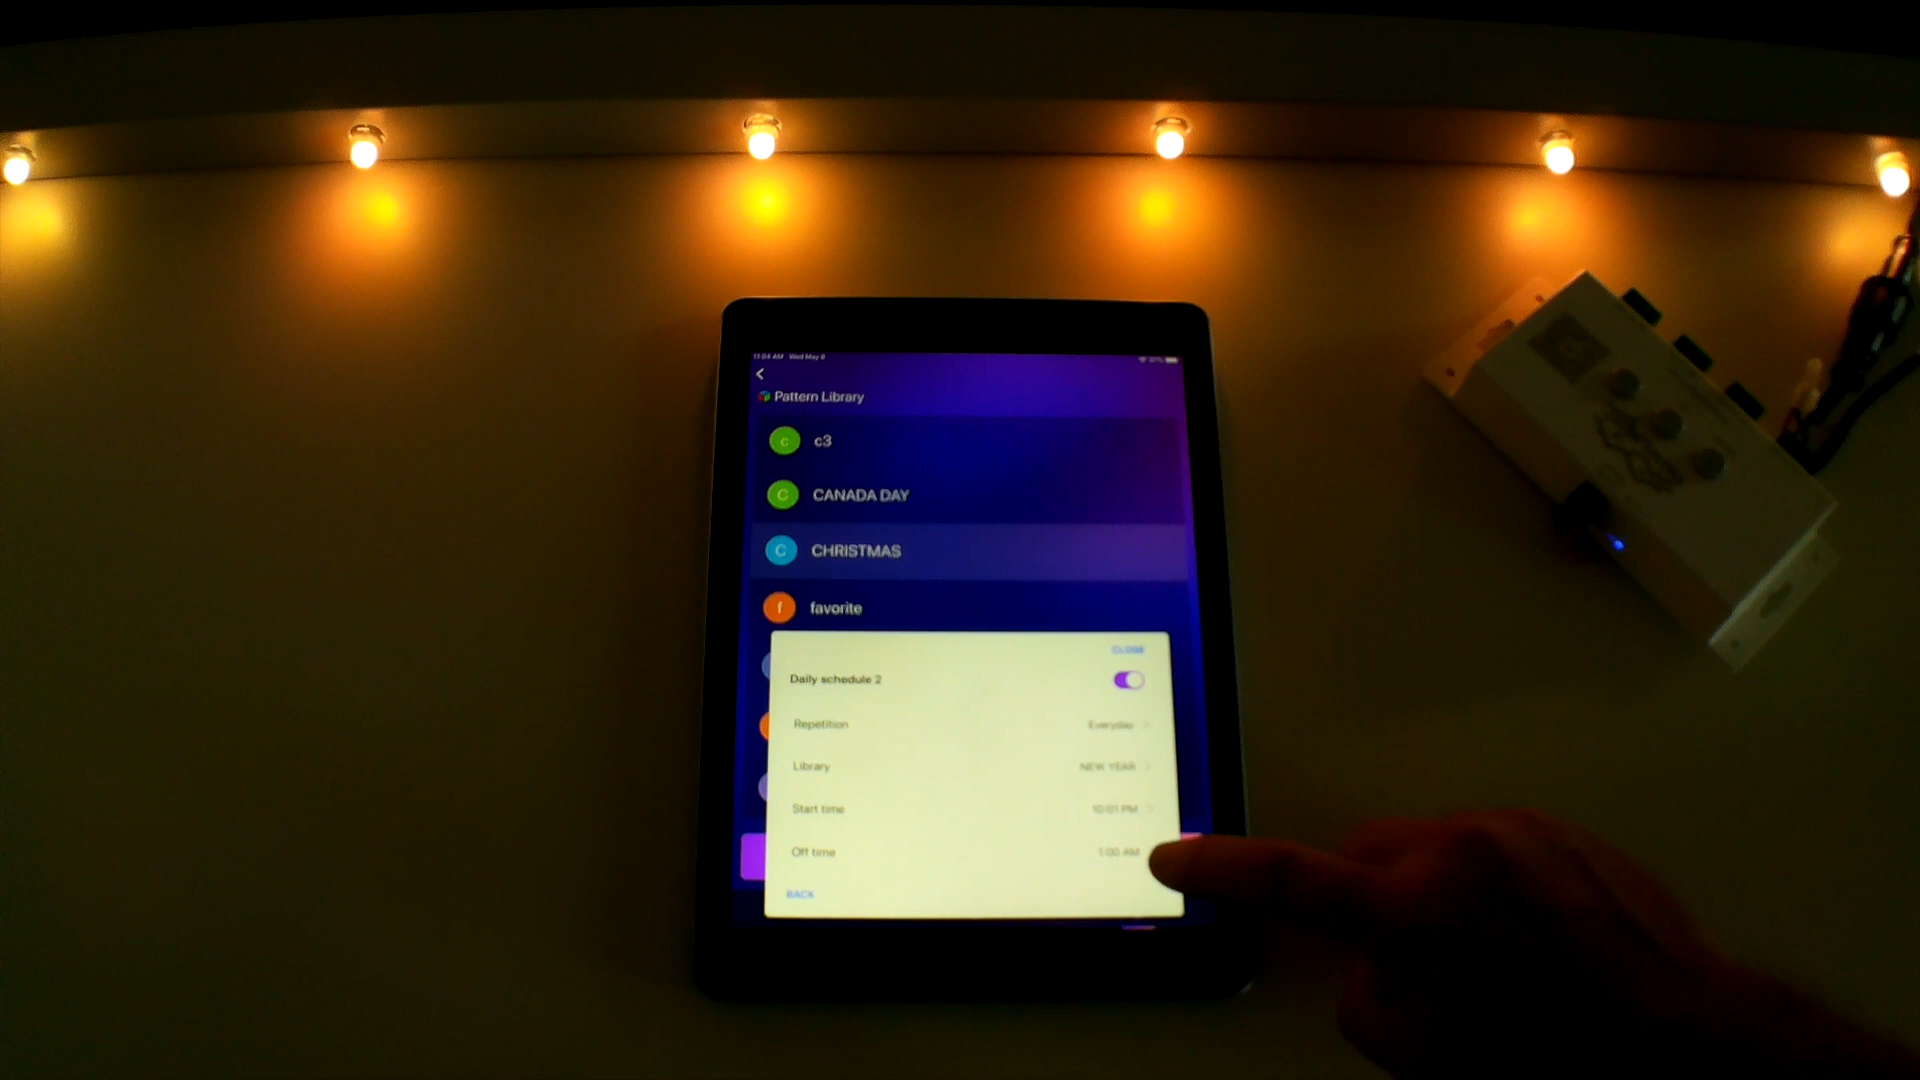 11:04 AM Wed May 8
Pattern Library
c c3
C CANADA DAY
C CHRISTMAS
f favorite
CLOSE
Daily schedule 2
Repetition Everyday
Library NEW YEAR
Start time 10:01 PM
Off time 1:00 AM
BACK